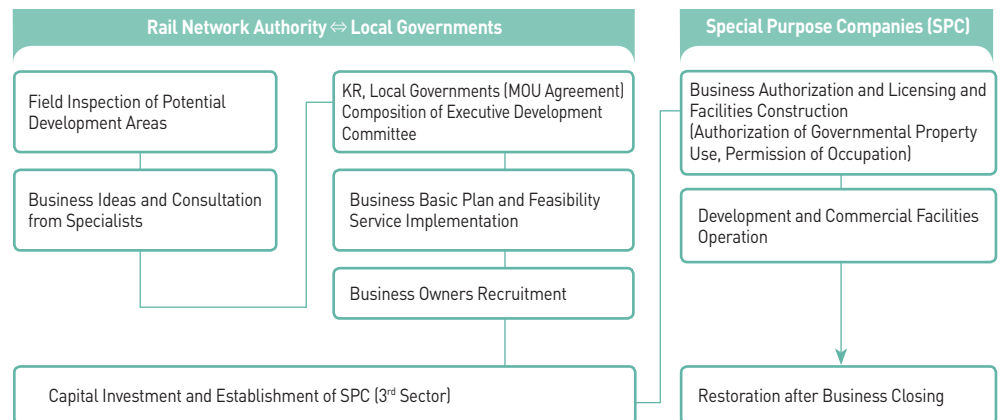 Rail Network Authority ⇔ Local Governments
Field Inspection of Potential
Development Areas
Business Ideas and Consultation
from Specialists
KR, Local Governments (MOU Agreement)
Composition of Executive Development
Committee
Business Basic Plan and Feasibility
Service Implementation
Business Owners Recruitment
Capital Investment and Establishment of SPC (3rd Sector)
Special Purpose Companies (SPC)
Business Authorization and Licensing and
Facilities Construction
(Authorization of Governmental Property
Use, Permission of Occupation)
Development and Commercial Facilities
Operation
Restoration after Business Closing